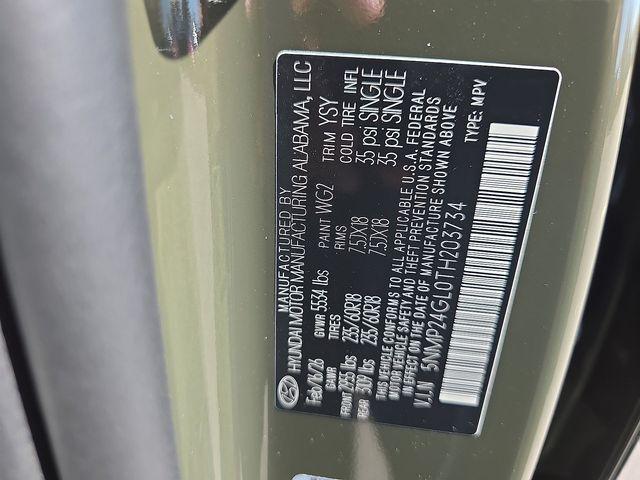 MANUFACTURED BY
HYUNDAI MOTOR MANUFACTURING ALABAMA, LLC
Feb/16/26 GVWR 5534 lbs PAINT WG2 TRIM YSY
GAWR TIRES RIMS COLD TIRE INFL
FRONT lbs 235/60R18 7.5JX18 35 psi SINGLE
REAR lbs 235/60R18 7.5JX18 35 psi SINGLE
THIS VEHICLE CONFORMS TO ALL APPLICABLE U.S.A. FEDERAL
MOTOR VEHICLE SAFETY AND THEFT PREVENTION STANDARDS
IN EFFECT ON THE DATE OF MANUFACTURE SHOWN ABOVE
V.I.N 5NMP24GL0TH203734 TYPE: MPV